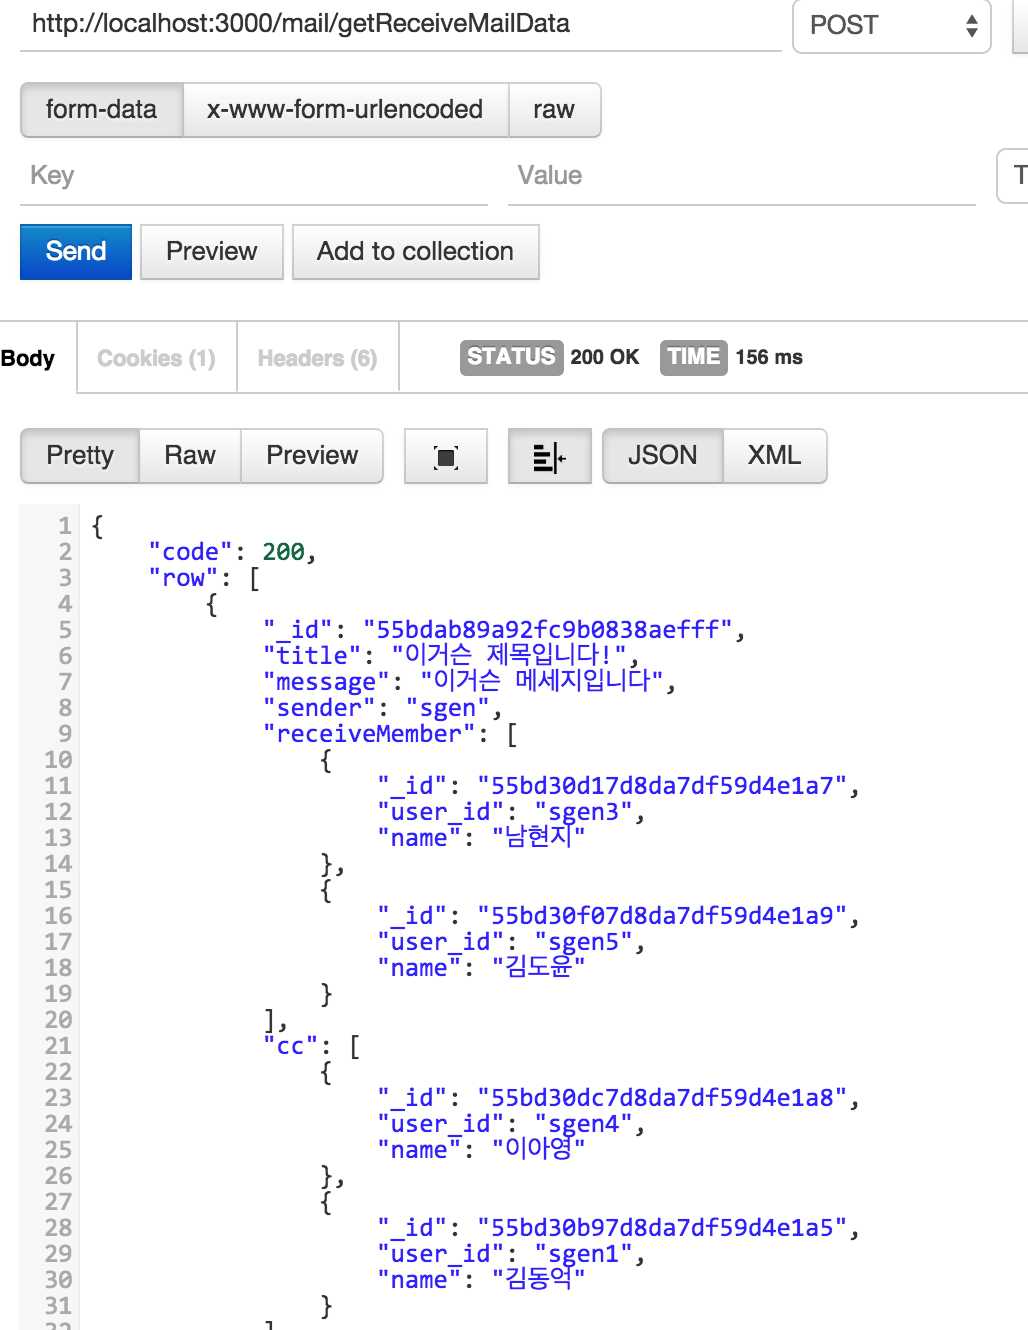 http://localhost:3000/mail/getReceiveMailData POST
form-data x-www-form-urlencoded raw
Key Value T
Send Preview Add to collection
Body Cookies (1) Headers (6) STATUS 200 OK TIME 156 ms
Pretty Raw Preview JSON XML
1 {
2 "code": 200,
3 "row": [
4 {
5 "_id": "55bdab89a92fc9b0838aefff",
6 "title": "이거슨 제목입니다!",
7 "message": "이거슨 메세지입니다",
8 "sender": "sgen",
9 "receiveMember": [
10 {
11 "_id": "55bd30d17d8da7df59d4e1a7",
12 "user_id": "sgen3",
13 "name": "남현지"
14 },
15 {
16 "_id": "55bd30f07d8da7df59d4e1a9",
17 "user_id": "sgen5",
18 "name": "김도윤"
19 }
20 ],
21 "cc": [
22 {
23 "_id": "55bd30dc7d8da7df59d4e1a8",
24 "user_id": "sgen4",
25 "name": "이아영"
26 },
27 {
28 "_id": "55bd30b97d8da7df59d4e1a5",
29 "user_id": "sgen1",
30 "name": "김동억"
31 }